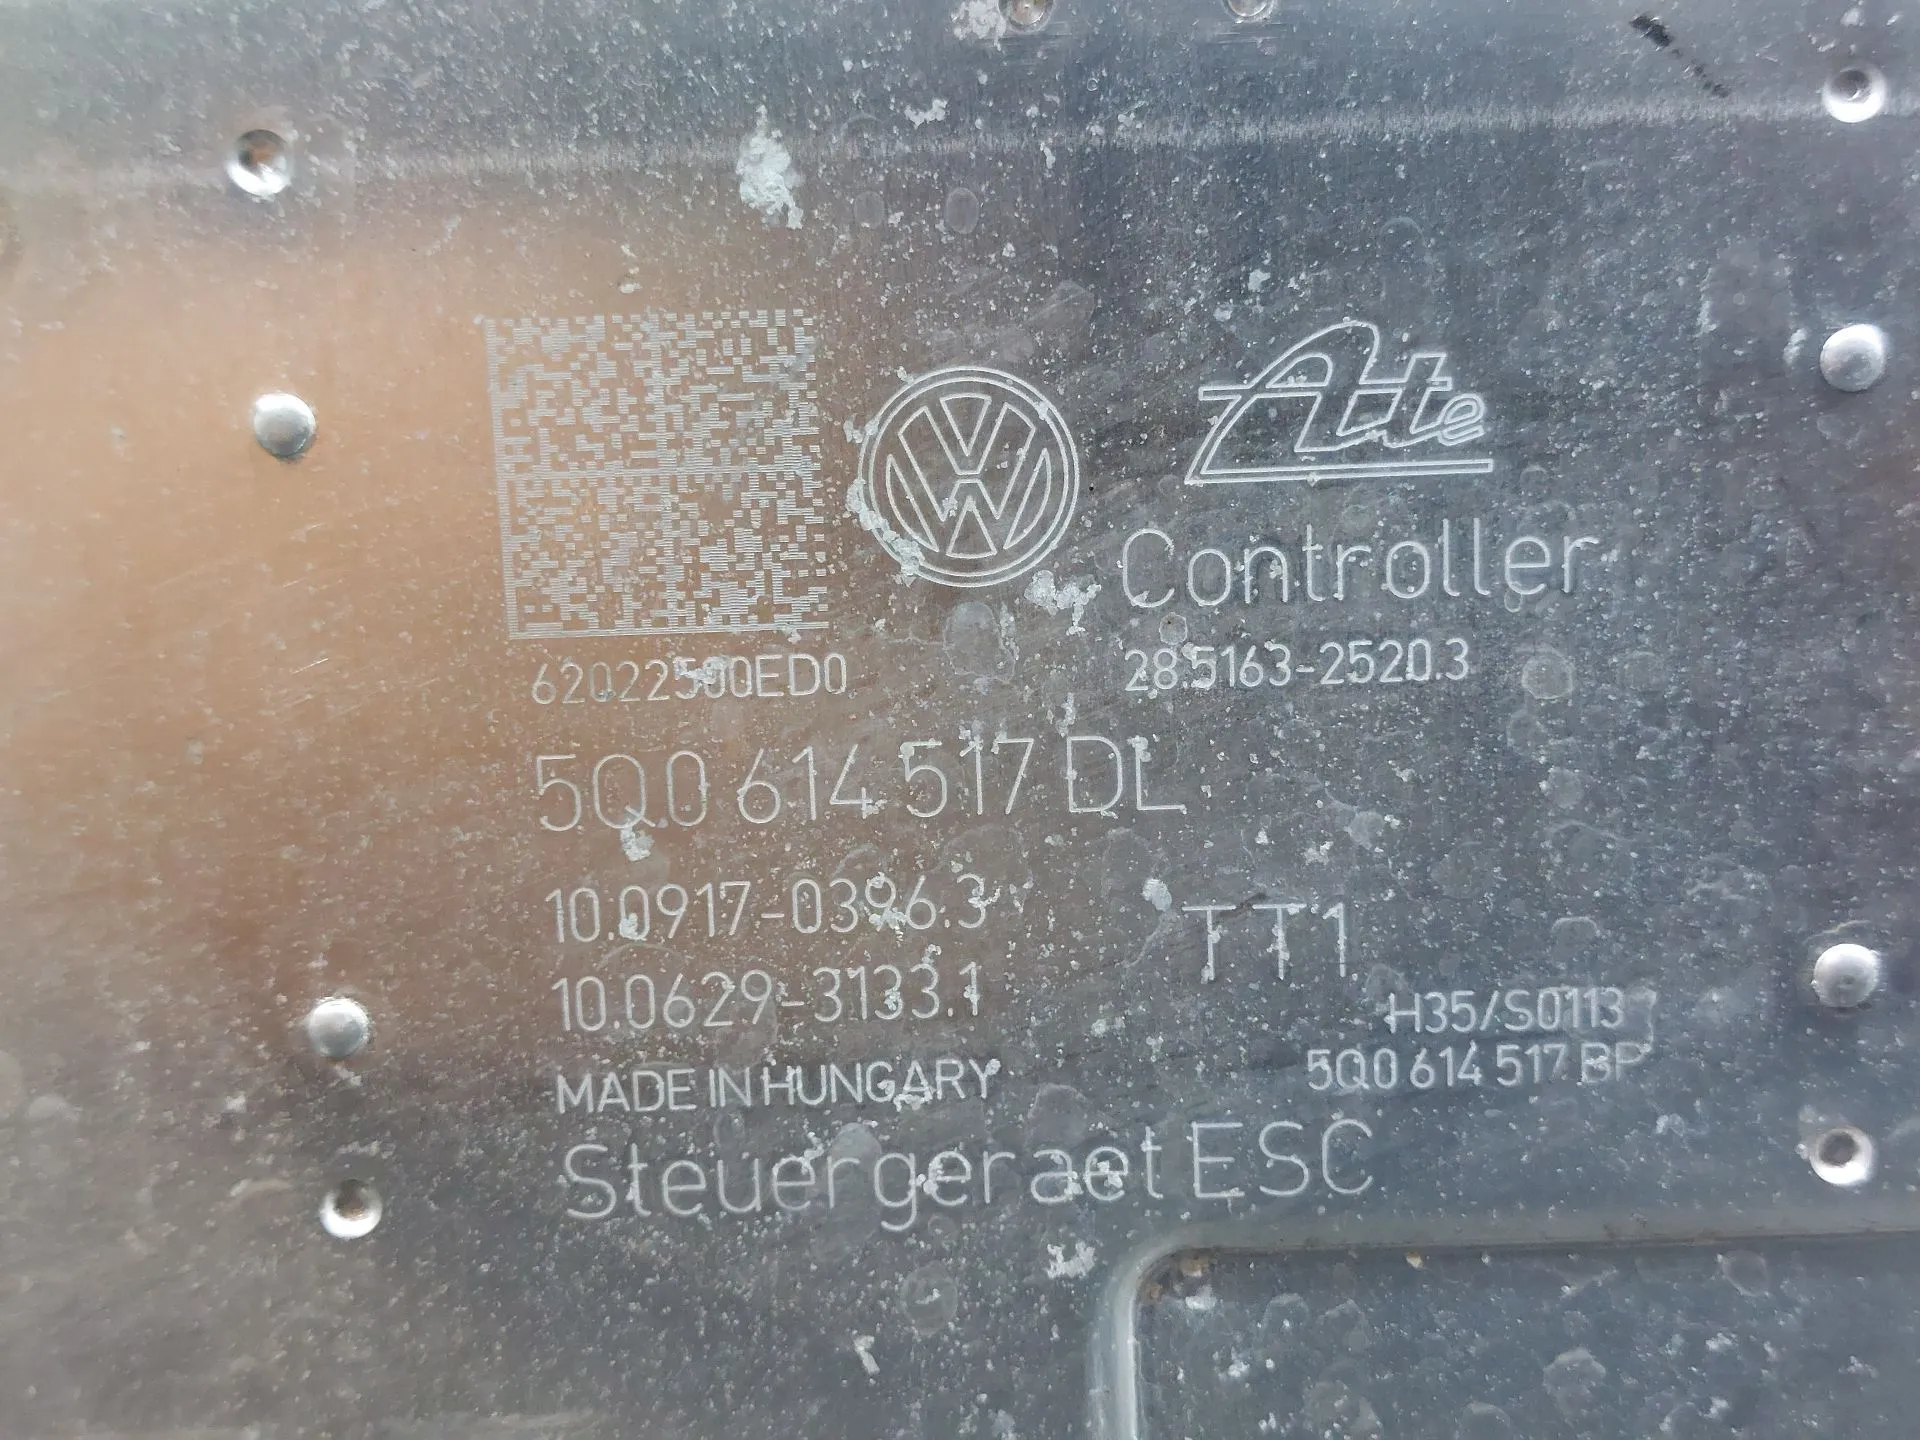 Ate
Controller
62022500ED0
28.5163-2520.3
5Q0 614 517 DL
10.0917-0396.3
TT1
10.0629-3133.1
H35/S0113
5Q0 614 517 BP
MADE IN HUNGARY
Steuergeraet ESC